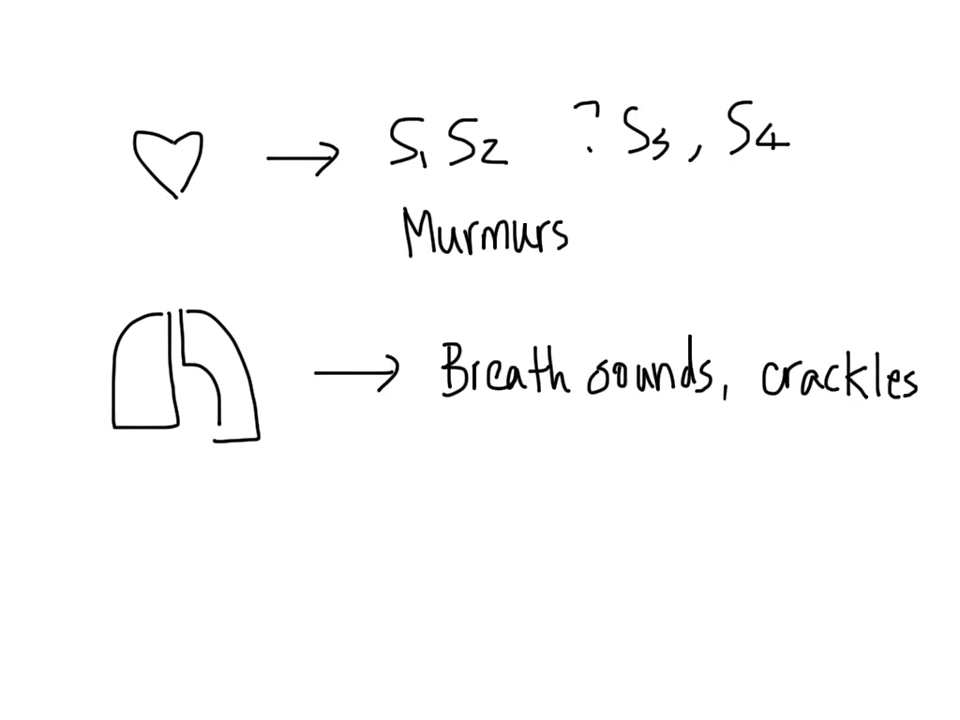 → S₁ S₂ ? S₃, S₄
Murmurs
→ Breath sounds, crackles